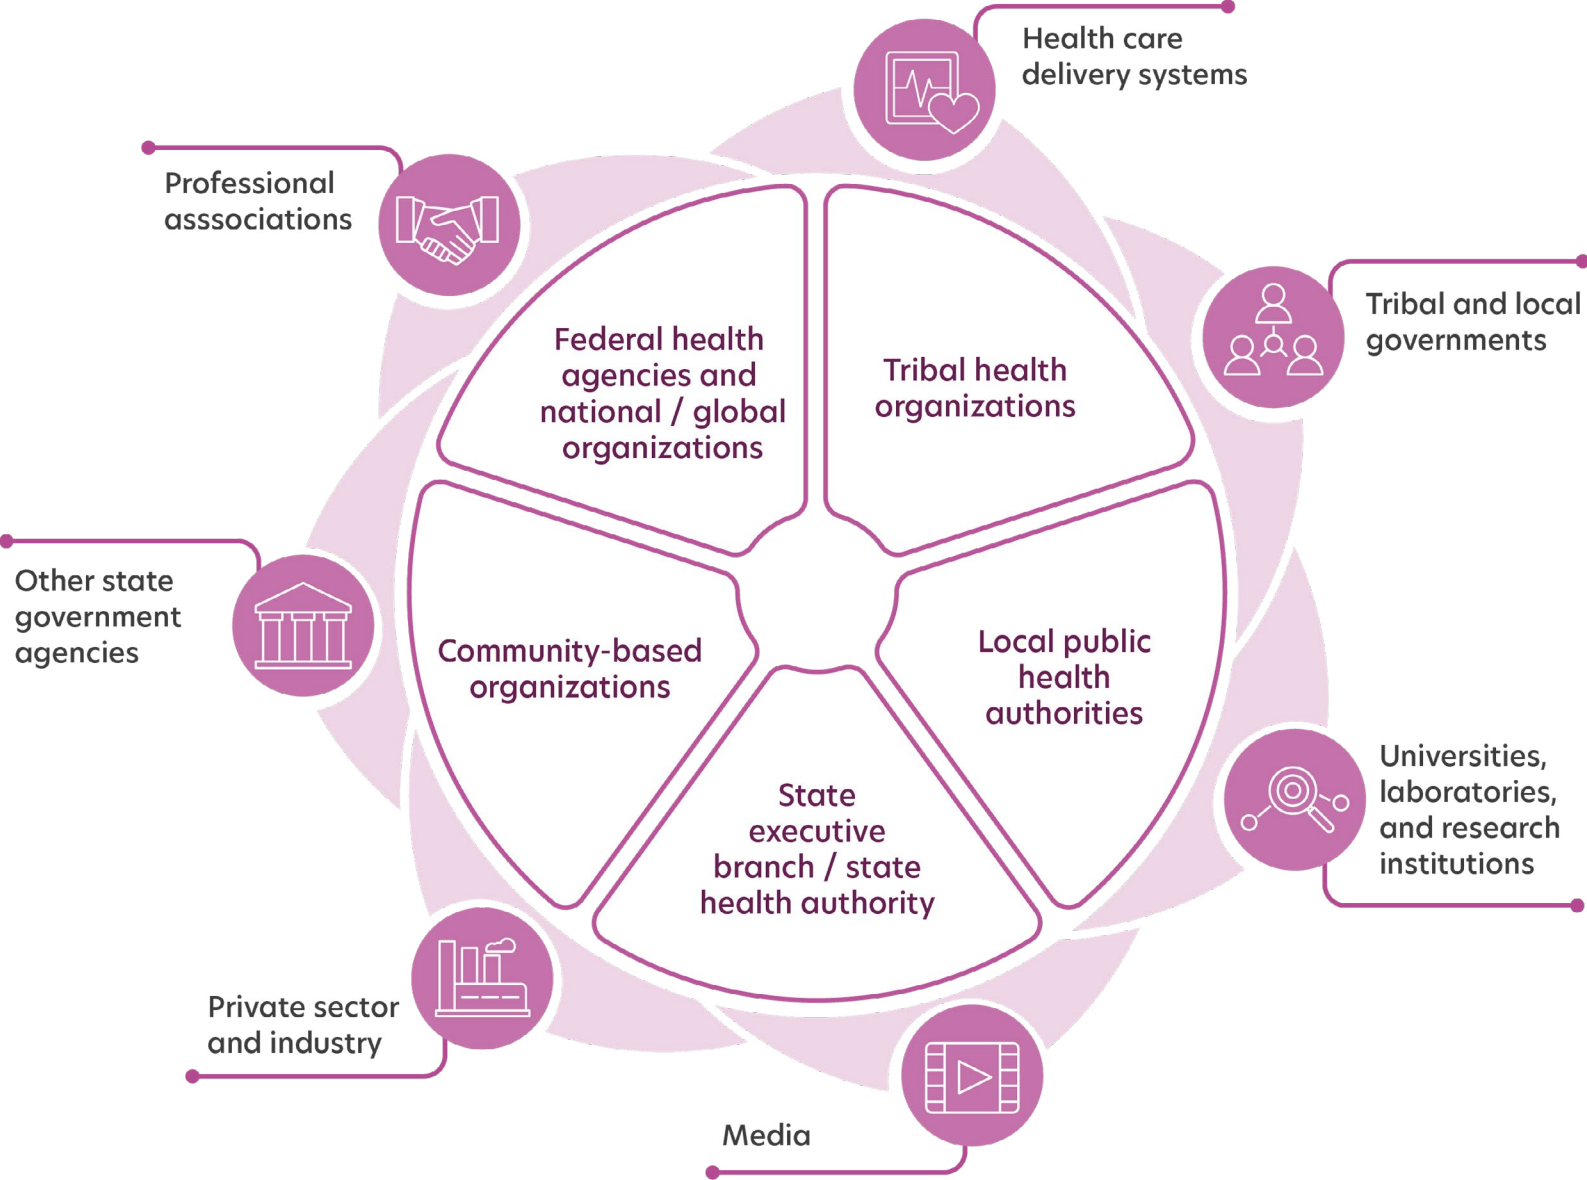 Health care
delivery systems
Professional
asssociations
Tribal and local
governments
Federal health
agencies and
national / global
organizations
Tribal health
organizations
Other state
government
agencies
Community-based
organizations
Local public
health
authorities
State
executive
branch / state
health authority
Universities,
laboratories,
and research
institutions
Private sector
and industry
Media